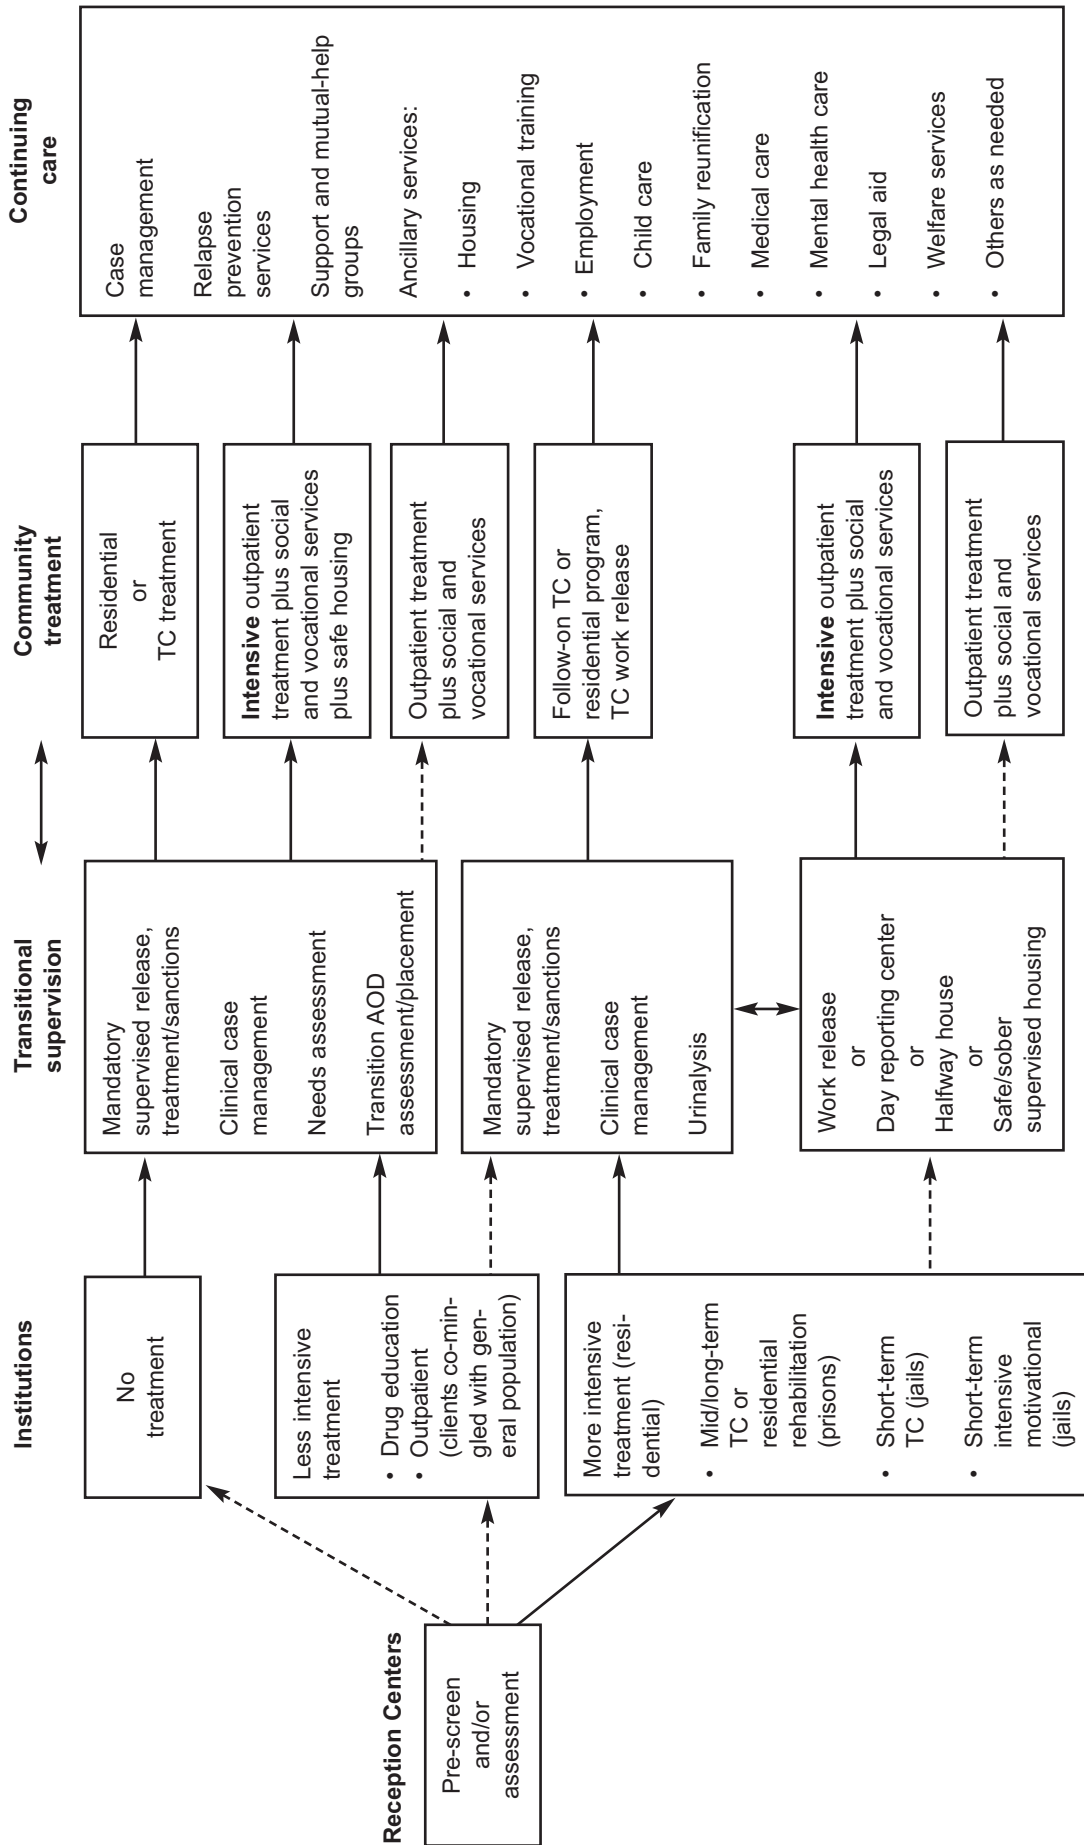 Reception Centers
Pre-screen
and/or
assessment
Institutions
No
treatment
Less intensive
treatment
• Drug education
• Outpatient
(clients co-min-
gled with gen-
eral population)
More intensive
treatment (resi-
dential)
• Mid/long-term
TC or
residential
rehabilitation
(prisons)
• Short-term
TC (jails)
• Short-term
intensive
motivational
(jails)
Transitional
supervision
Mandatory
supervised release,
treatment/sanctions
Clinical case
management
Needs assessment
Transition AOD
assessment/placement
Mandatory
supervised release,
treatment/sanctions
Clinical case
management
Urinalysis
Work release
or
Day reporting center
or
Halfway house
or
Safe/sober
supervised housing
Community
treatment
Residential
or
TC treatment
Intensive outpatient
treatment plus social
and vocational services
plus safe housing
Outpatient treatment
plus social and
vocational services
Follow-on TC or
residential program,
TC work release
Intensive outpatient
treatment plus social
and vocational services
Outpatient treatment
plus social and
vocational services
Continuing
care
Case
management
Relapse
prevention
services
Support and mutual-help
groups
Ancillary services:
• Housing
• Vocational training
• Employment
• Child care
• Family reunification
• Medical care
• Mental health care
• Legal aid
• Welfare services
• Others as needed